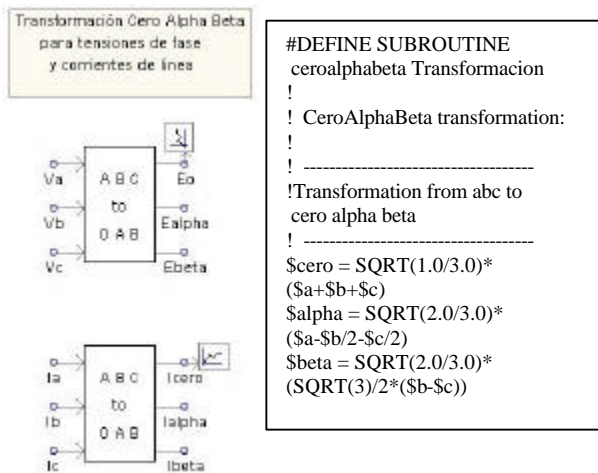 Transformación Cero Alpha Beta
para tensiones de fase
y corrientes de linea
Va
Vb
Vc
A B C
to
0 A B
Eo
Ealpha
Ebeta
Ia
Ib
Ic
A B C
to
0 A B
Icero
Ialpha
Ibeta
#DEFINE SUBROUTINE
ceroalphabeta Transformacion
!
! CeroAlphaBeta transformation:
!
! ------------------------------------
!Transformation from abc to
cero alpha beta
! ------------------------------------
$cero = SQRT(1.0/3.0)*
($a+$b+$c)
$alpha = SQRT(2.0/3.0)*
($a-$b/2-$c/2)
$beta = SQRT(2.0/3.0)*
(SQRT(3)/2*($b-$c))